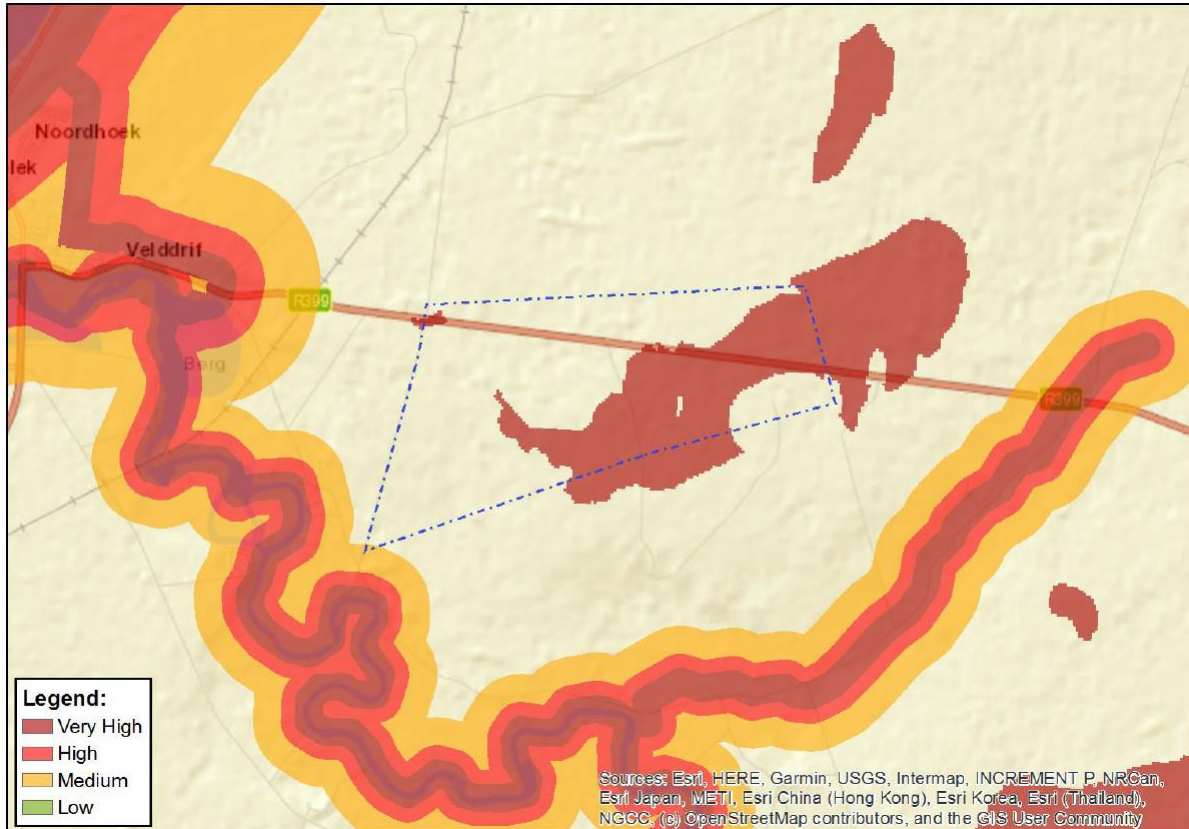 Noordhoek
lek
Velddrif
R399
Berg
R399
Legend:
Very High
High
Medium
Low
Sources: Esri, HERE, Garmin, USGS, Intermap, INCREMENT P, NRCan,
Esri Japan, METI, Esri China (Hong Kong), Esri Korea, Esri (Thailand),
NGCC, (c) OpenStreetMap contributors, and the GIS User Community